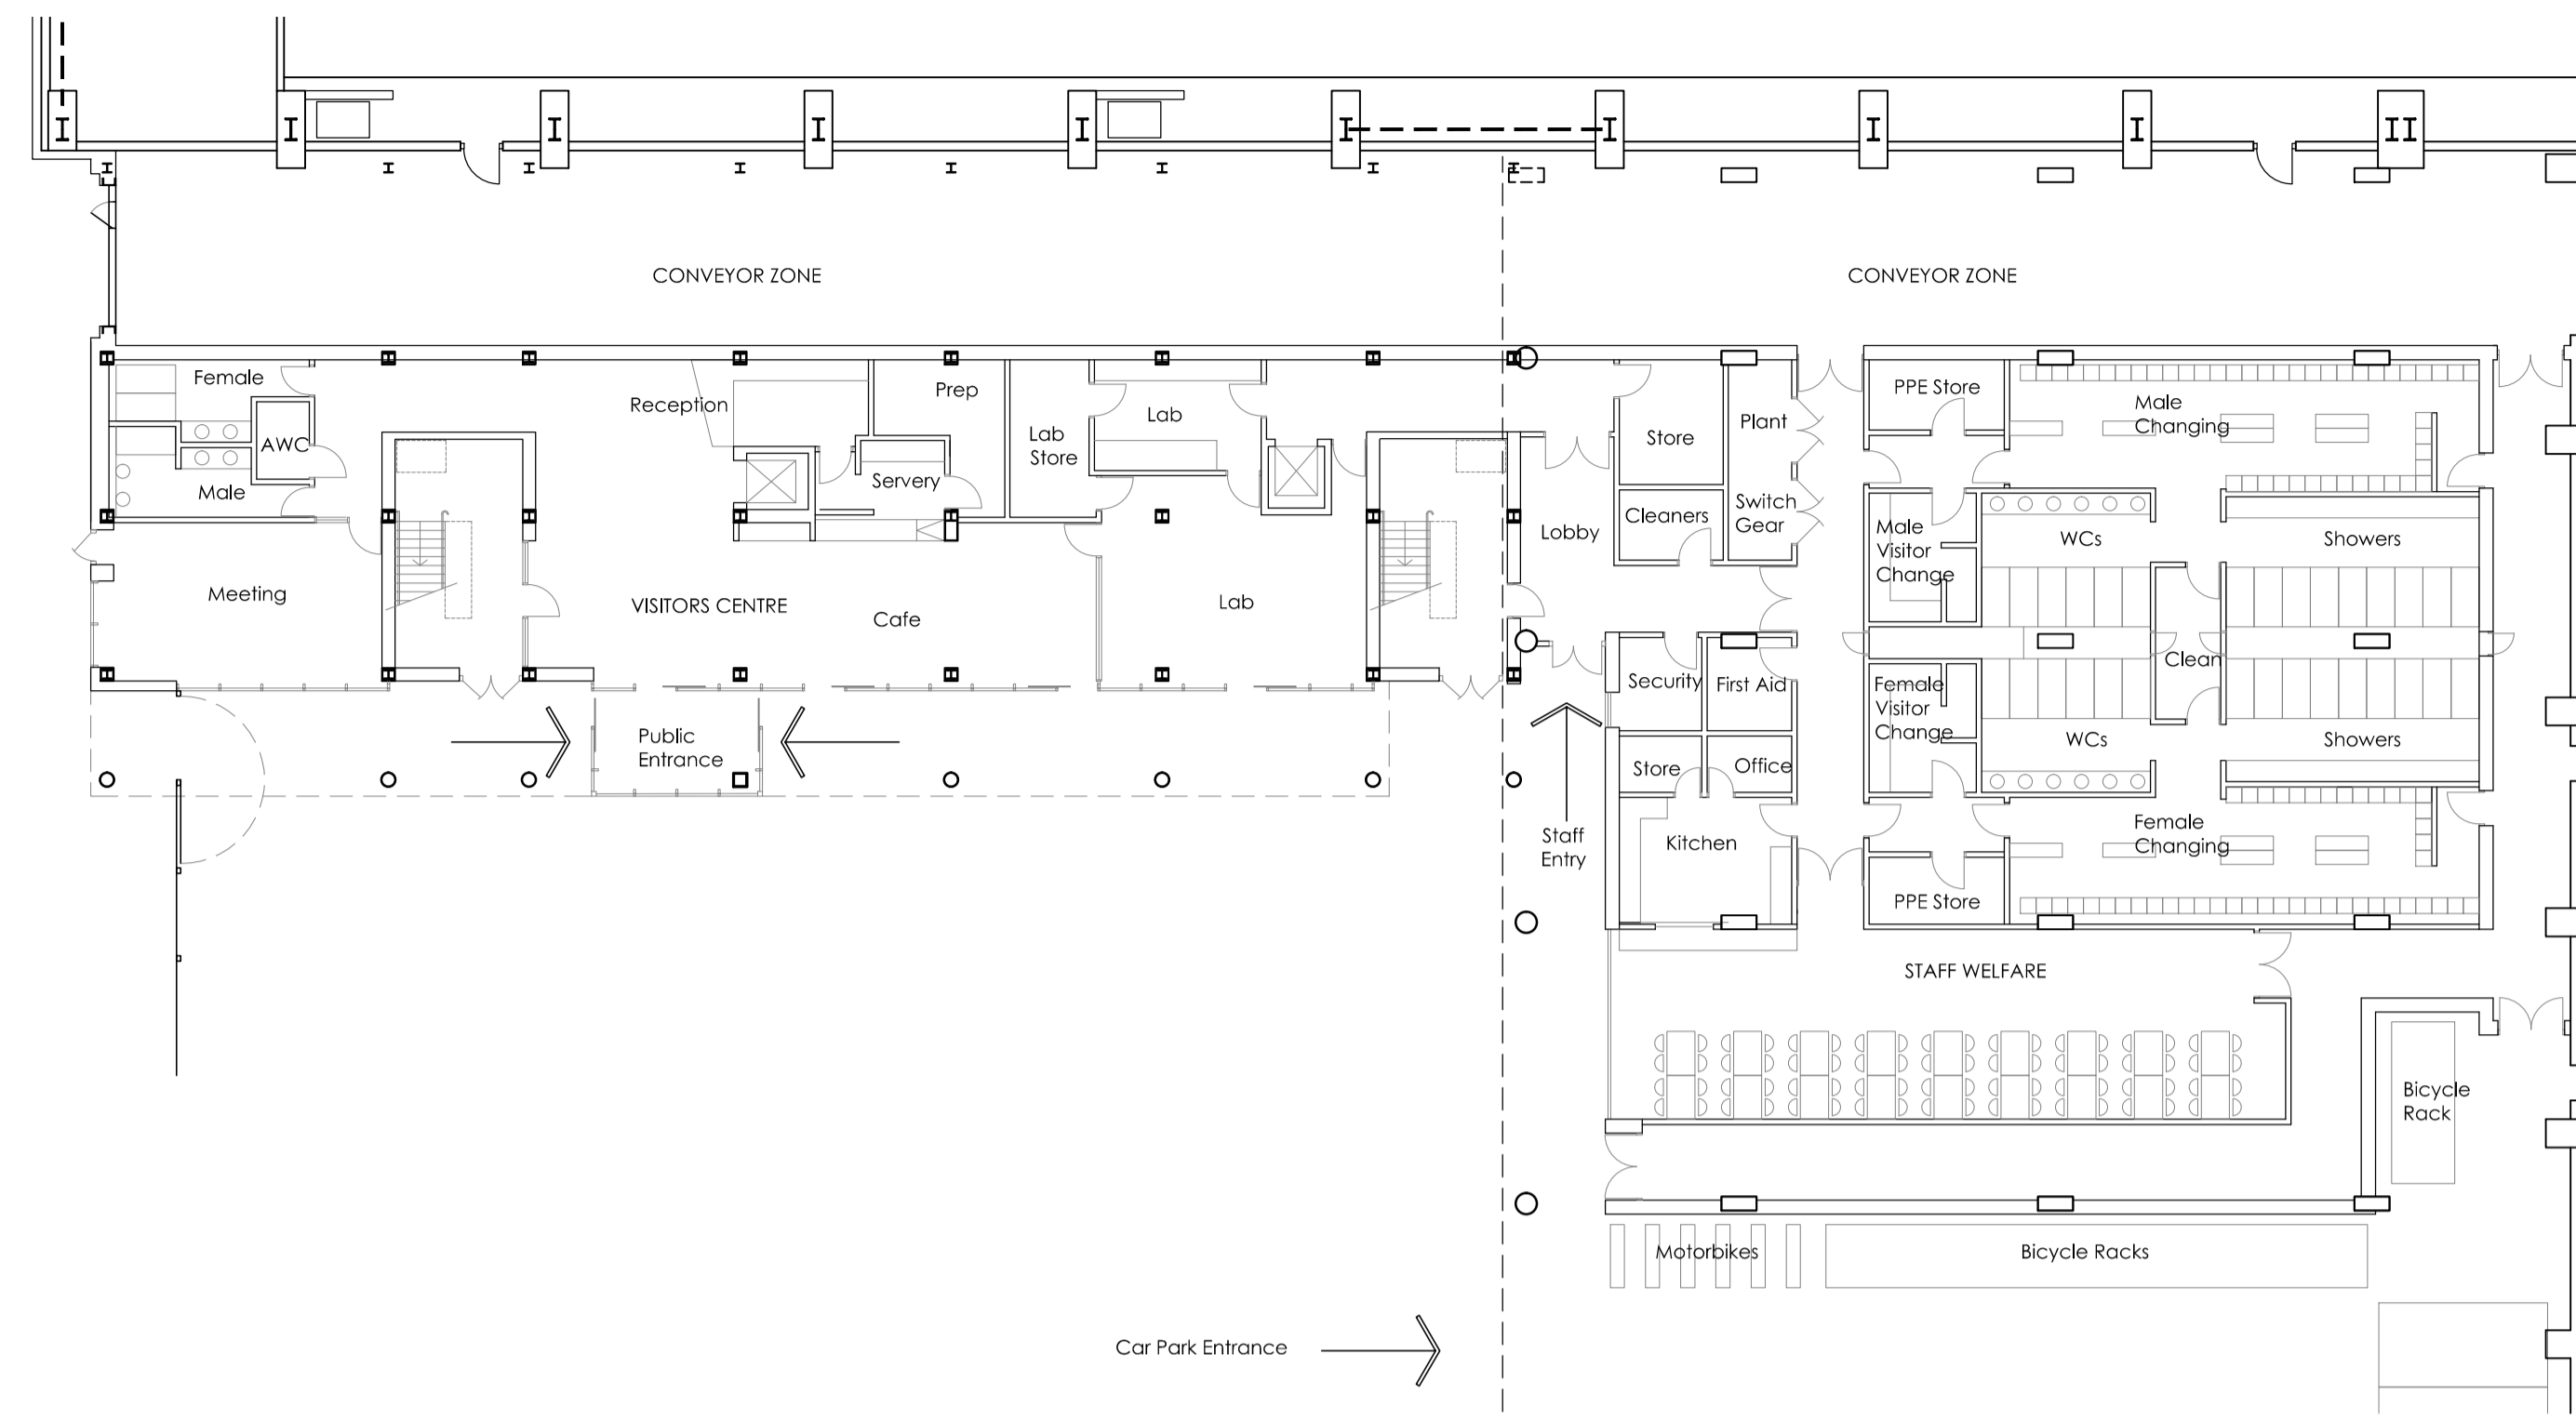 CONVEYOR ZONE
CONVEYOR ZONE
Female
AWC
Male
Meeting
Reception
Prep
Servery
Lab
Store
Lab
VISITORS CENTRE
Cafe
Lab
Public
Entrance
Lobby
Store
Plant
Switch
Gear
Cleaners
Security
First Aid
Store
Office
Kitchen
Staff
Entry
PPE Store
Male
Changing
Male
Visitor
Change
WCs
Showers
Clean
Female
Visitor
Change
WCs
Showers
Female
Changing
PPE Store
STAFF WELFARE
Bicycle
Rack
Motorbikes
Bicycle Racks
Car Park Entrance